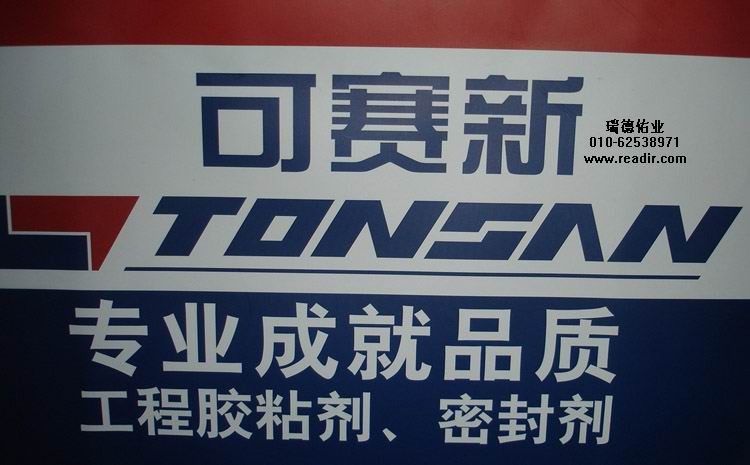 可赛新
瑞德佑业
010-62538971
www.readir.com
TONSAN
专业成就品质
工程胶粘剂、密封剂